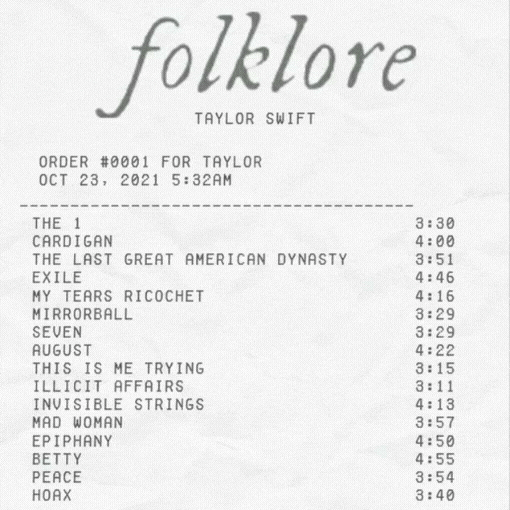 folklore
TAYLOR SWIFT
ORDER #0001 FOR TAYLOR
OCT 23, 2021 5:32AM
THE 1 3:30
CARDIGAN 4:00
THE LAST GREAT AMERICAN DYNASTY 3:51
EXILE 4:46
MY TEARS RICOCHET 4:16
MIRRORBALL 3:29
SEVEN 3:29
AUGUST 4:22
THIS IS ME TRYING 3:15
ILLICIT AFFAIRS 3:11
INVISIBLE STRINGS 4:13
MAD WOMAN 3:57
EPIPHANY 4:50
BETTY 4:55
PEACE 3:54
HOAX 3:40